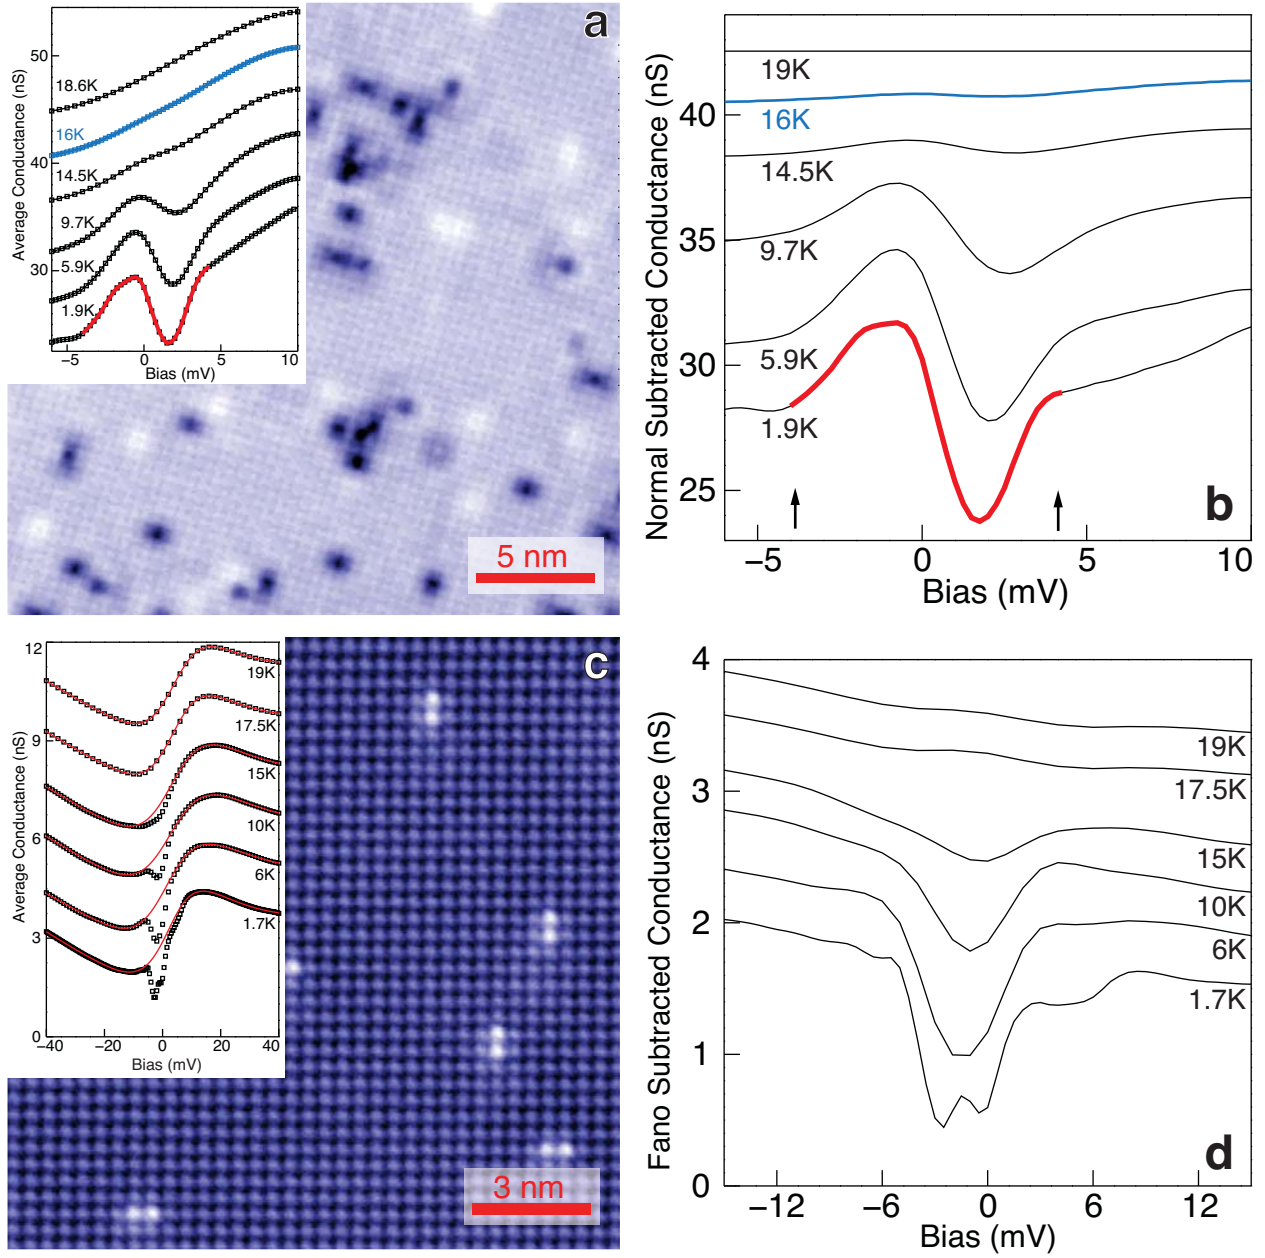 a
50
40
30
Average Conductance (nS)
18.6K
16K
14.5K
9.7K
5.9K
1.9K
−5
0
5
10
Bias (mV)
5 nm
b
40
35
30
25
Normal Subtracted Conductance (nS)
19K
16K
14.5K
9.7K
5.9K
1.9K
−5
0
5
10
Bias (mV)
c
12
9
6
3
0
Average Conductance (nS)
19K
17.5K
15K
10K
6K
1.7K
−40
−20
0
20
40
Bias (mV)
3 nm
4
3
2
1
0
Fano Subtracted Conductance (nS)
19K
17.5K
15K
10K
6K
1.7K
d
−12
−6
0
6
12
Bias (mV)